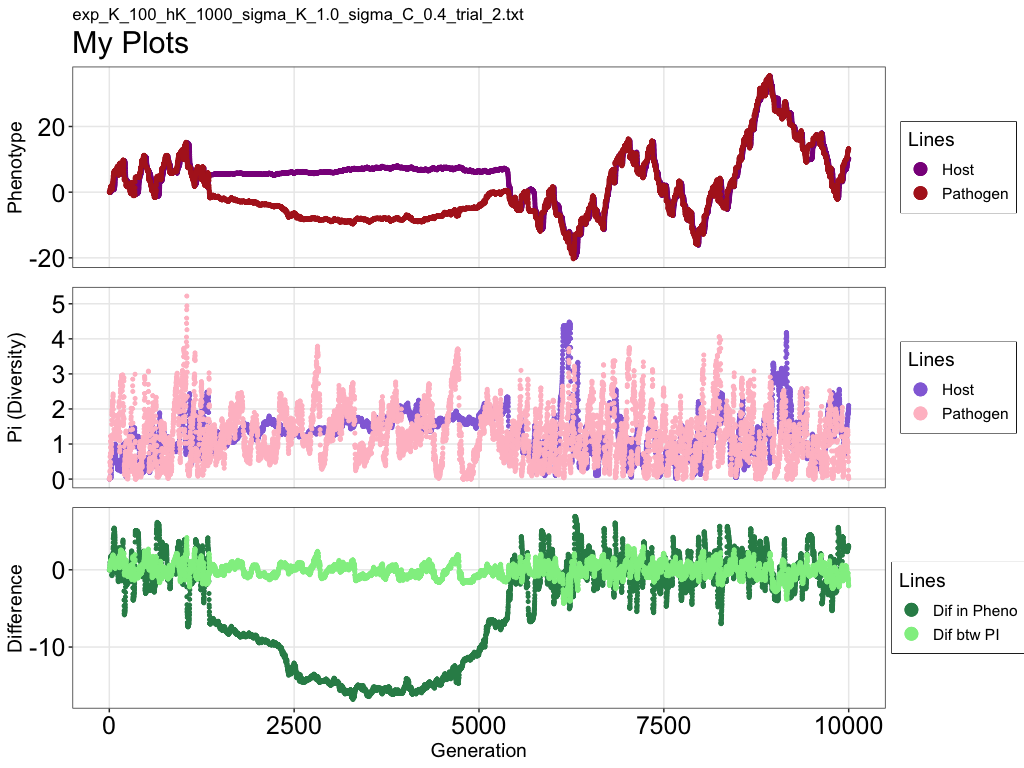 exp_K_100_hK_1000_sigma_K_1.0_sigma_C_0.4_trial_2.txt
My Plots
Phenotype
20
0
-20
Lines
Host
Pathogen
Pi (Diversity)
5
4
3
2
1
0
Lines
Host
Pathogen
Difference
0
-10
Lines
Dif in Pheno
Dif btw PI
0 2500 5000 7500 10000
Generation